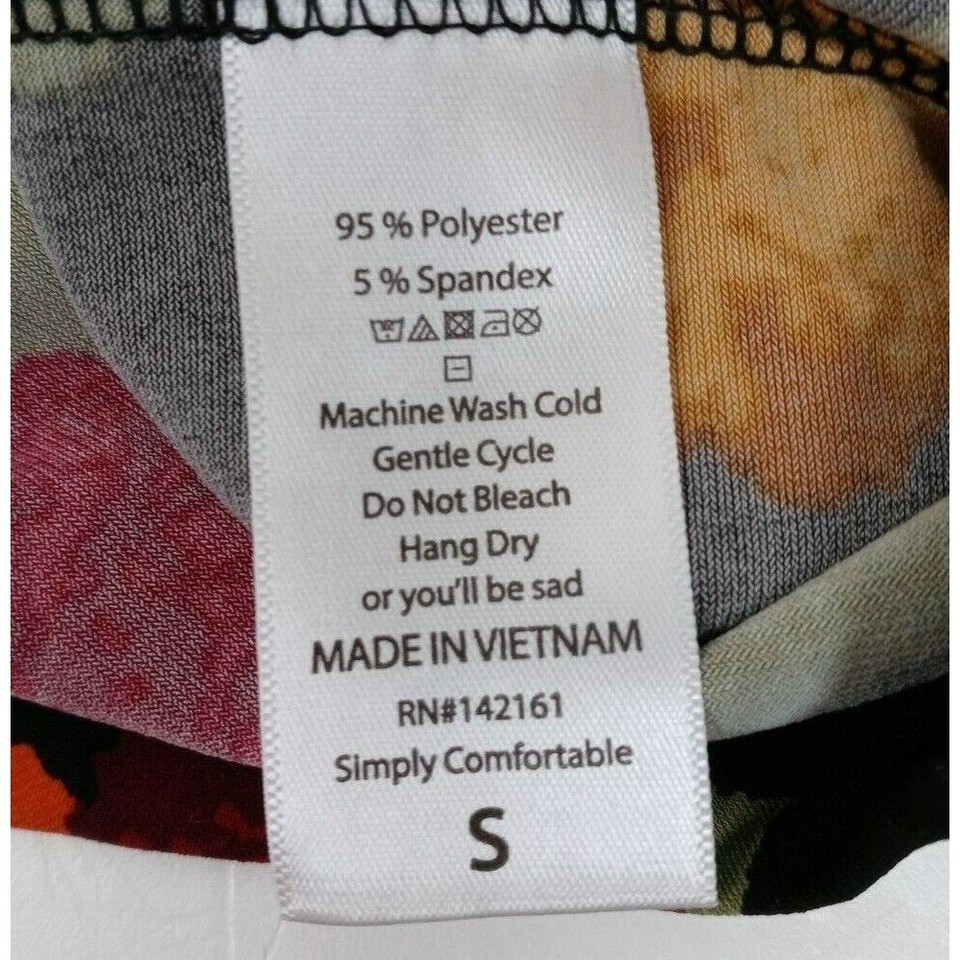 95 % Polyester
5 % Spandex
Machine Wash Cold
Gentle Cycle
Do Not Bleach
Hang Dry
or you'll be sad
MADE IN VIETNAM
RN#142161
Simply Comfortable
S